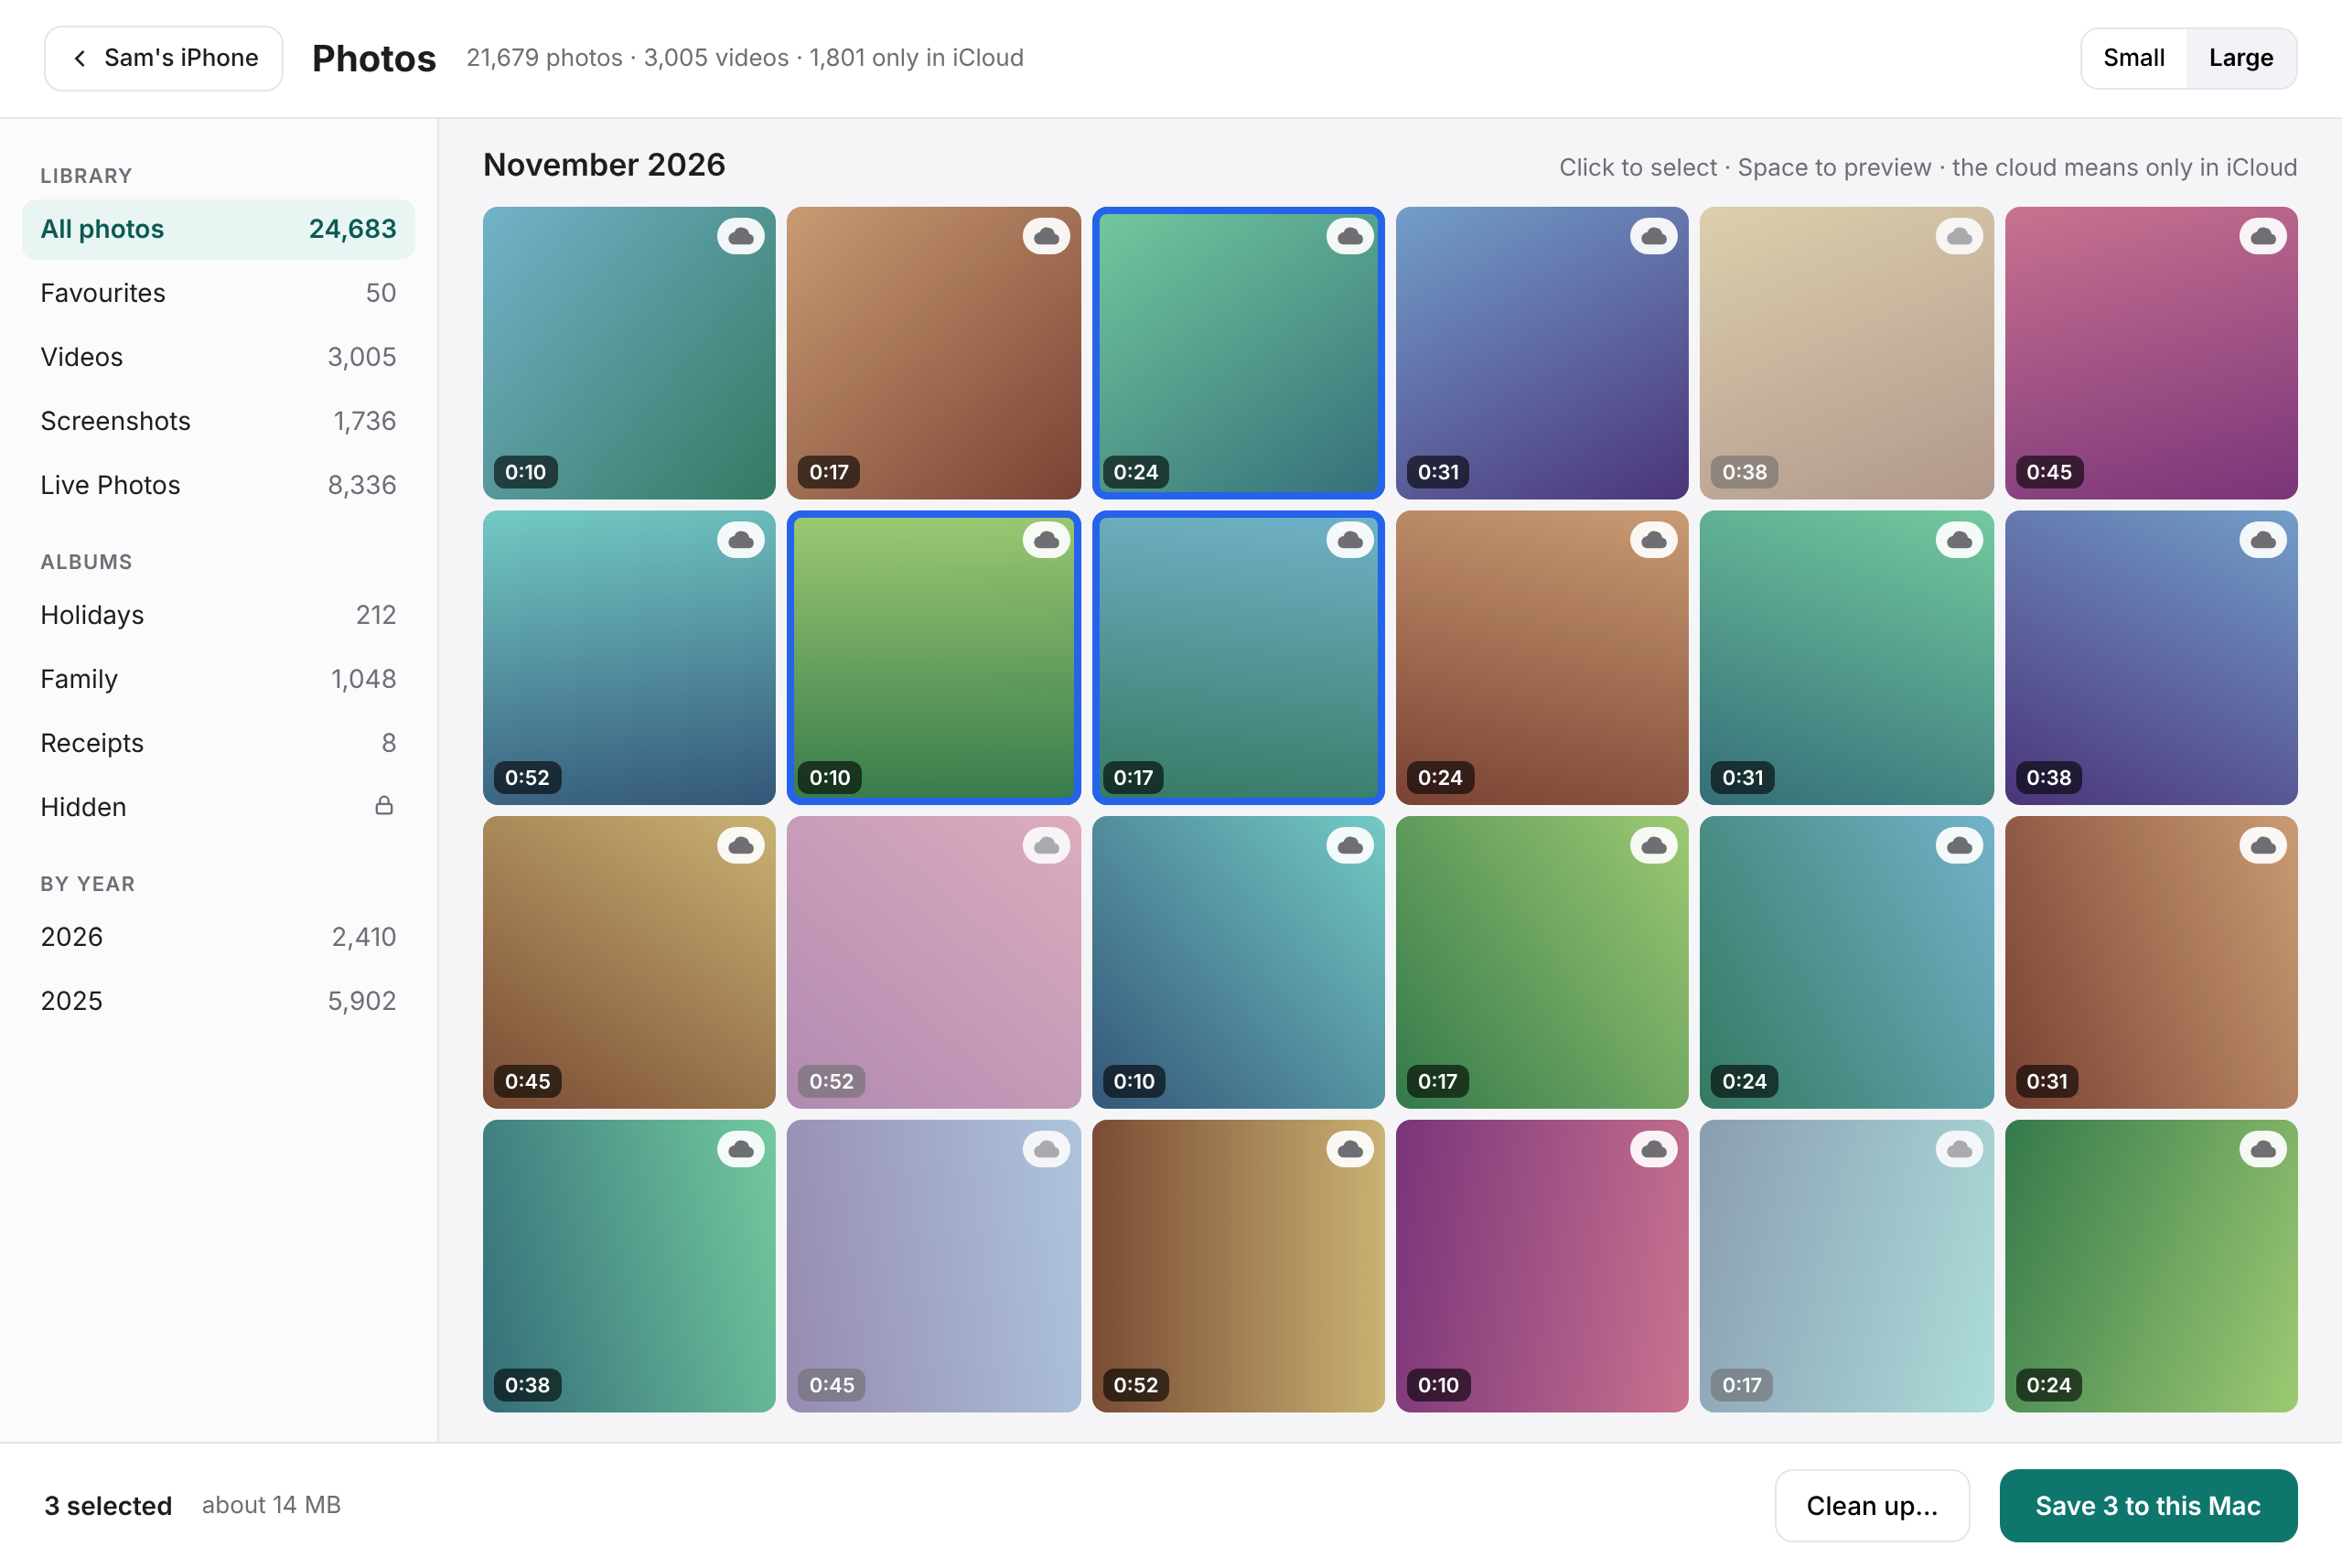 Sam's iPhone
Photos
21,679 photos · 3,005 videos · 1,801 only in iCloud
Small
Large
LIBRARY
All photos 24,683
Favourites 50
Videos 3,005
Screenshots 1,736
Live Photos 8,336
ALBUMS
Holidays 212
Family 1,048
Receipts 8
Hidden
BY YEAR
2026 2,410
2025 5,902
November 2026
Click to select · Space to preview · the cloud means only in iCloud
0:10 0:17 0:24 0:31 0:38 0:45
0:52 0:10 0:17 0:24 0:31 0:38
0:45 0:52 0:10 0:17 0:24 0:31
0:38 0:45 0:52 0:10 0:17 0:24
3 selected about 14 MB
Clean up...
Save 3 to this Mac